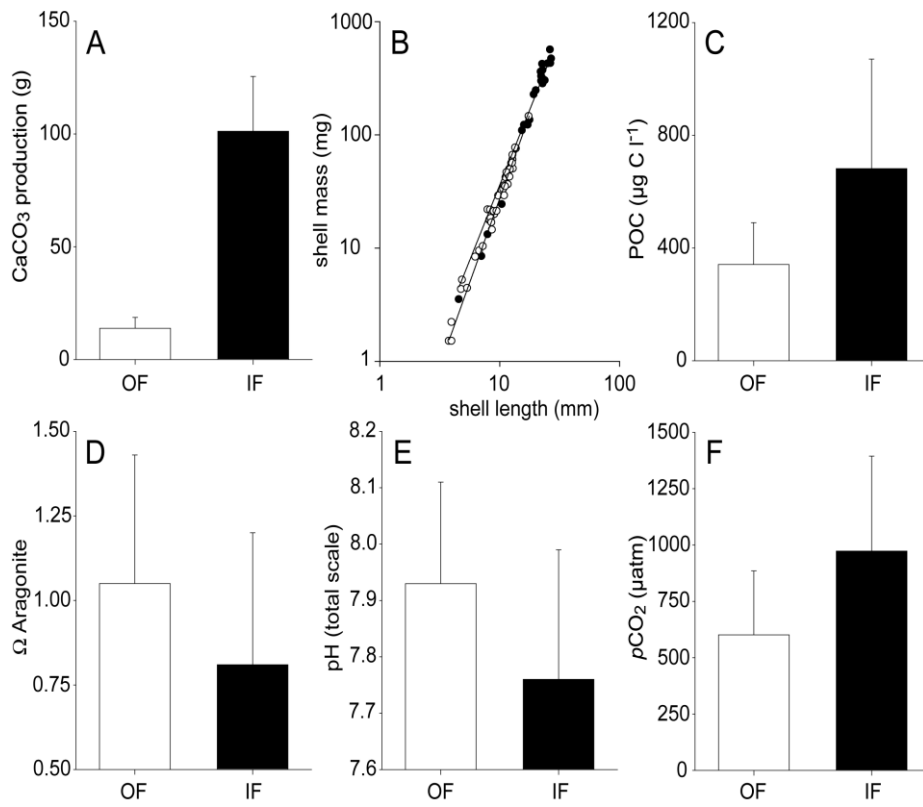 A
CaCO₃ production (g)
150
100
50
0
OF IF
B
shell mass (mg)
1000
100
10
1
1 10 100
shell length (mm)
C
POC (µg C l⁻¹)
1200
800
400
0
OF IF
D
Ω Aragonite
1.50
1.25
1.00
0.75
0.50
OF IF
E
pH (total scale)
8.2
8.1
8.0
7.9
7.8
7.7
7.6
OF IF
F
pCO₂ (µatm)
1500
1250
1000
750
500
250
0
OF IF